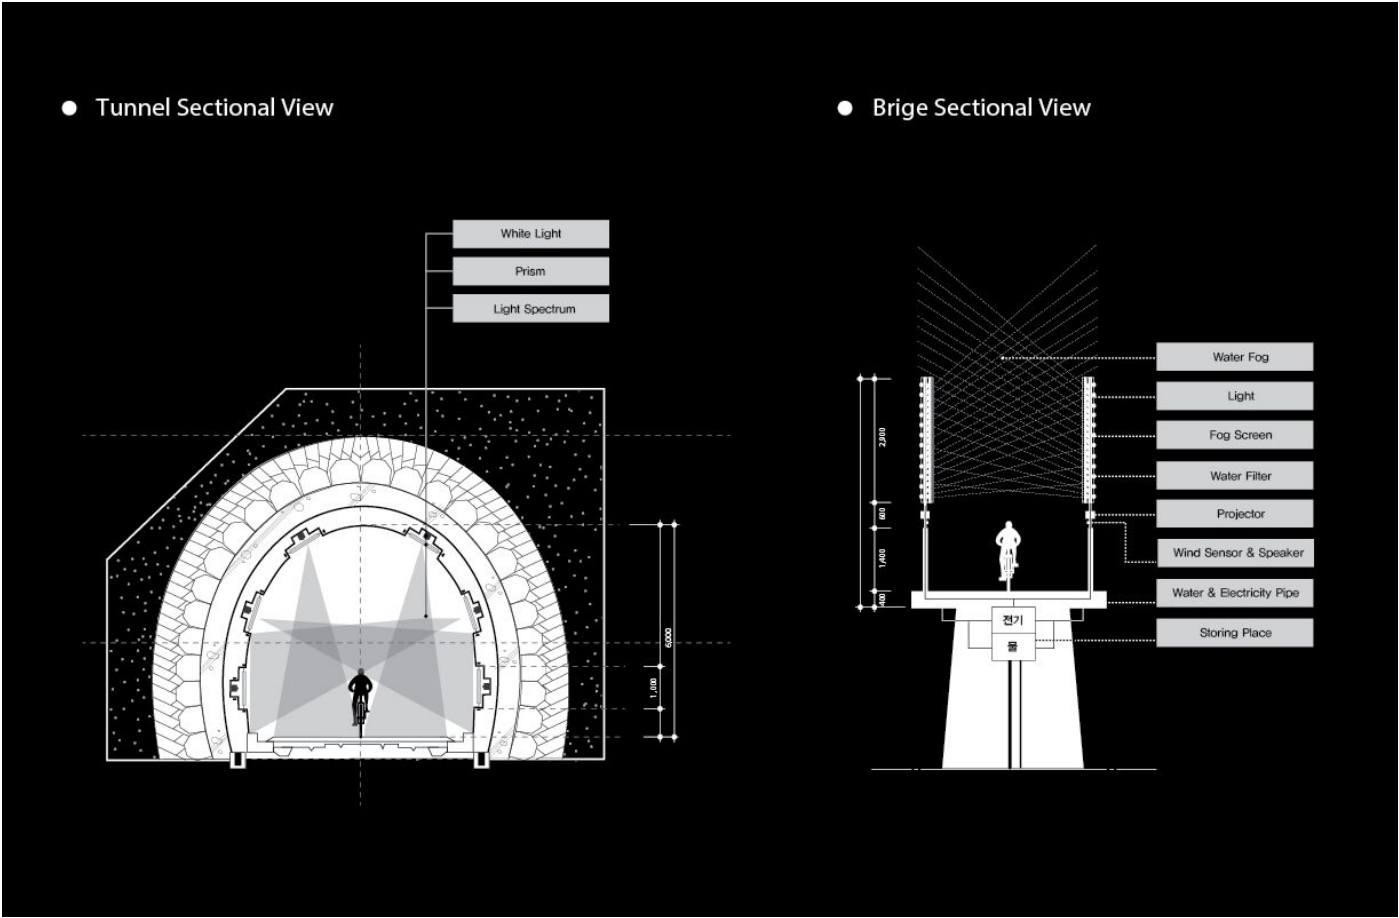 Tunnel Sectional View
White Light
Prism
Light Spectrum
6,000
1,000
Brige Sectional View
Water Fog
Light
Fog Screen
Water Filter
Projector
Wind Sensor & Speaker
Water & Electricity Pipe
Storing Place
2,900
600
1,400
400
전기
물